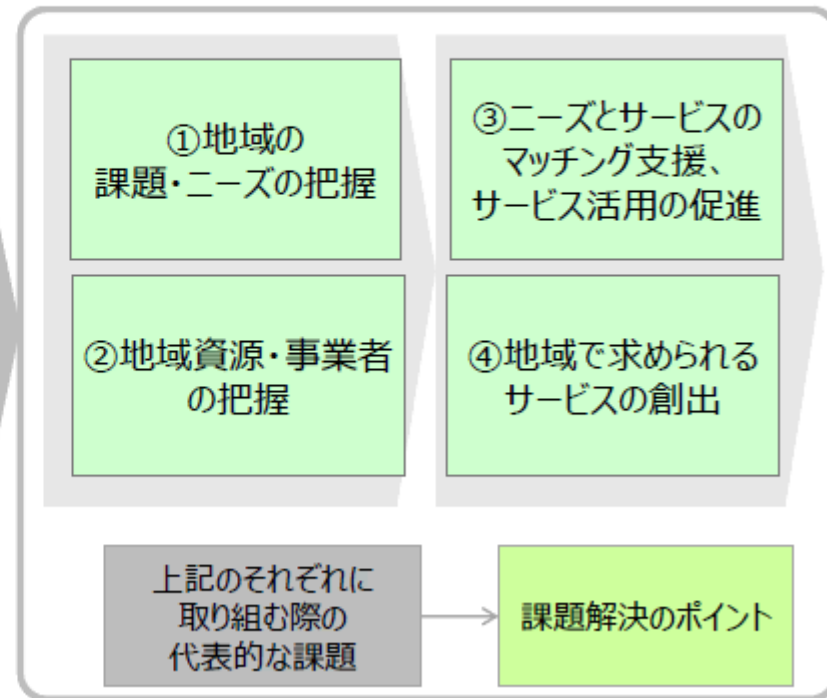 ①地域の
課題・ニーズの把握
②地域資源・事業者
の把握
③ニーズとサービスの
マッチング支援、
サービス活用の促進
④地域で求められる
サービスの創出
上記のそれぞれに
取り組む際の
代表的な課題
課題解決のポイント